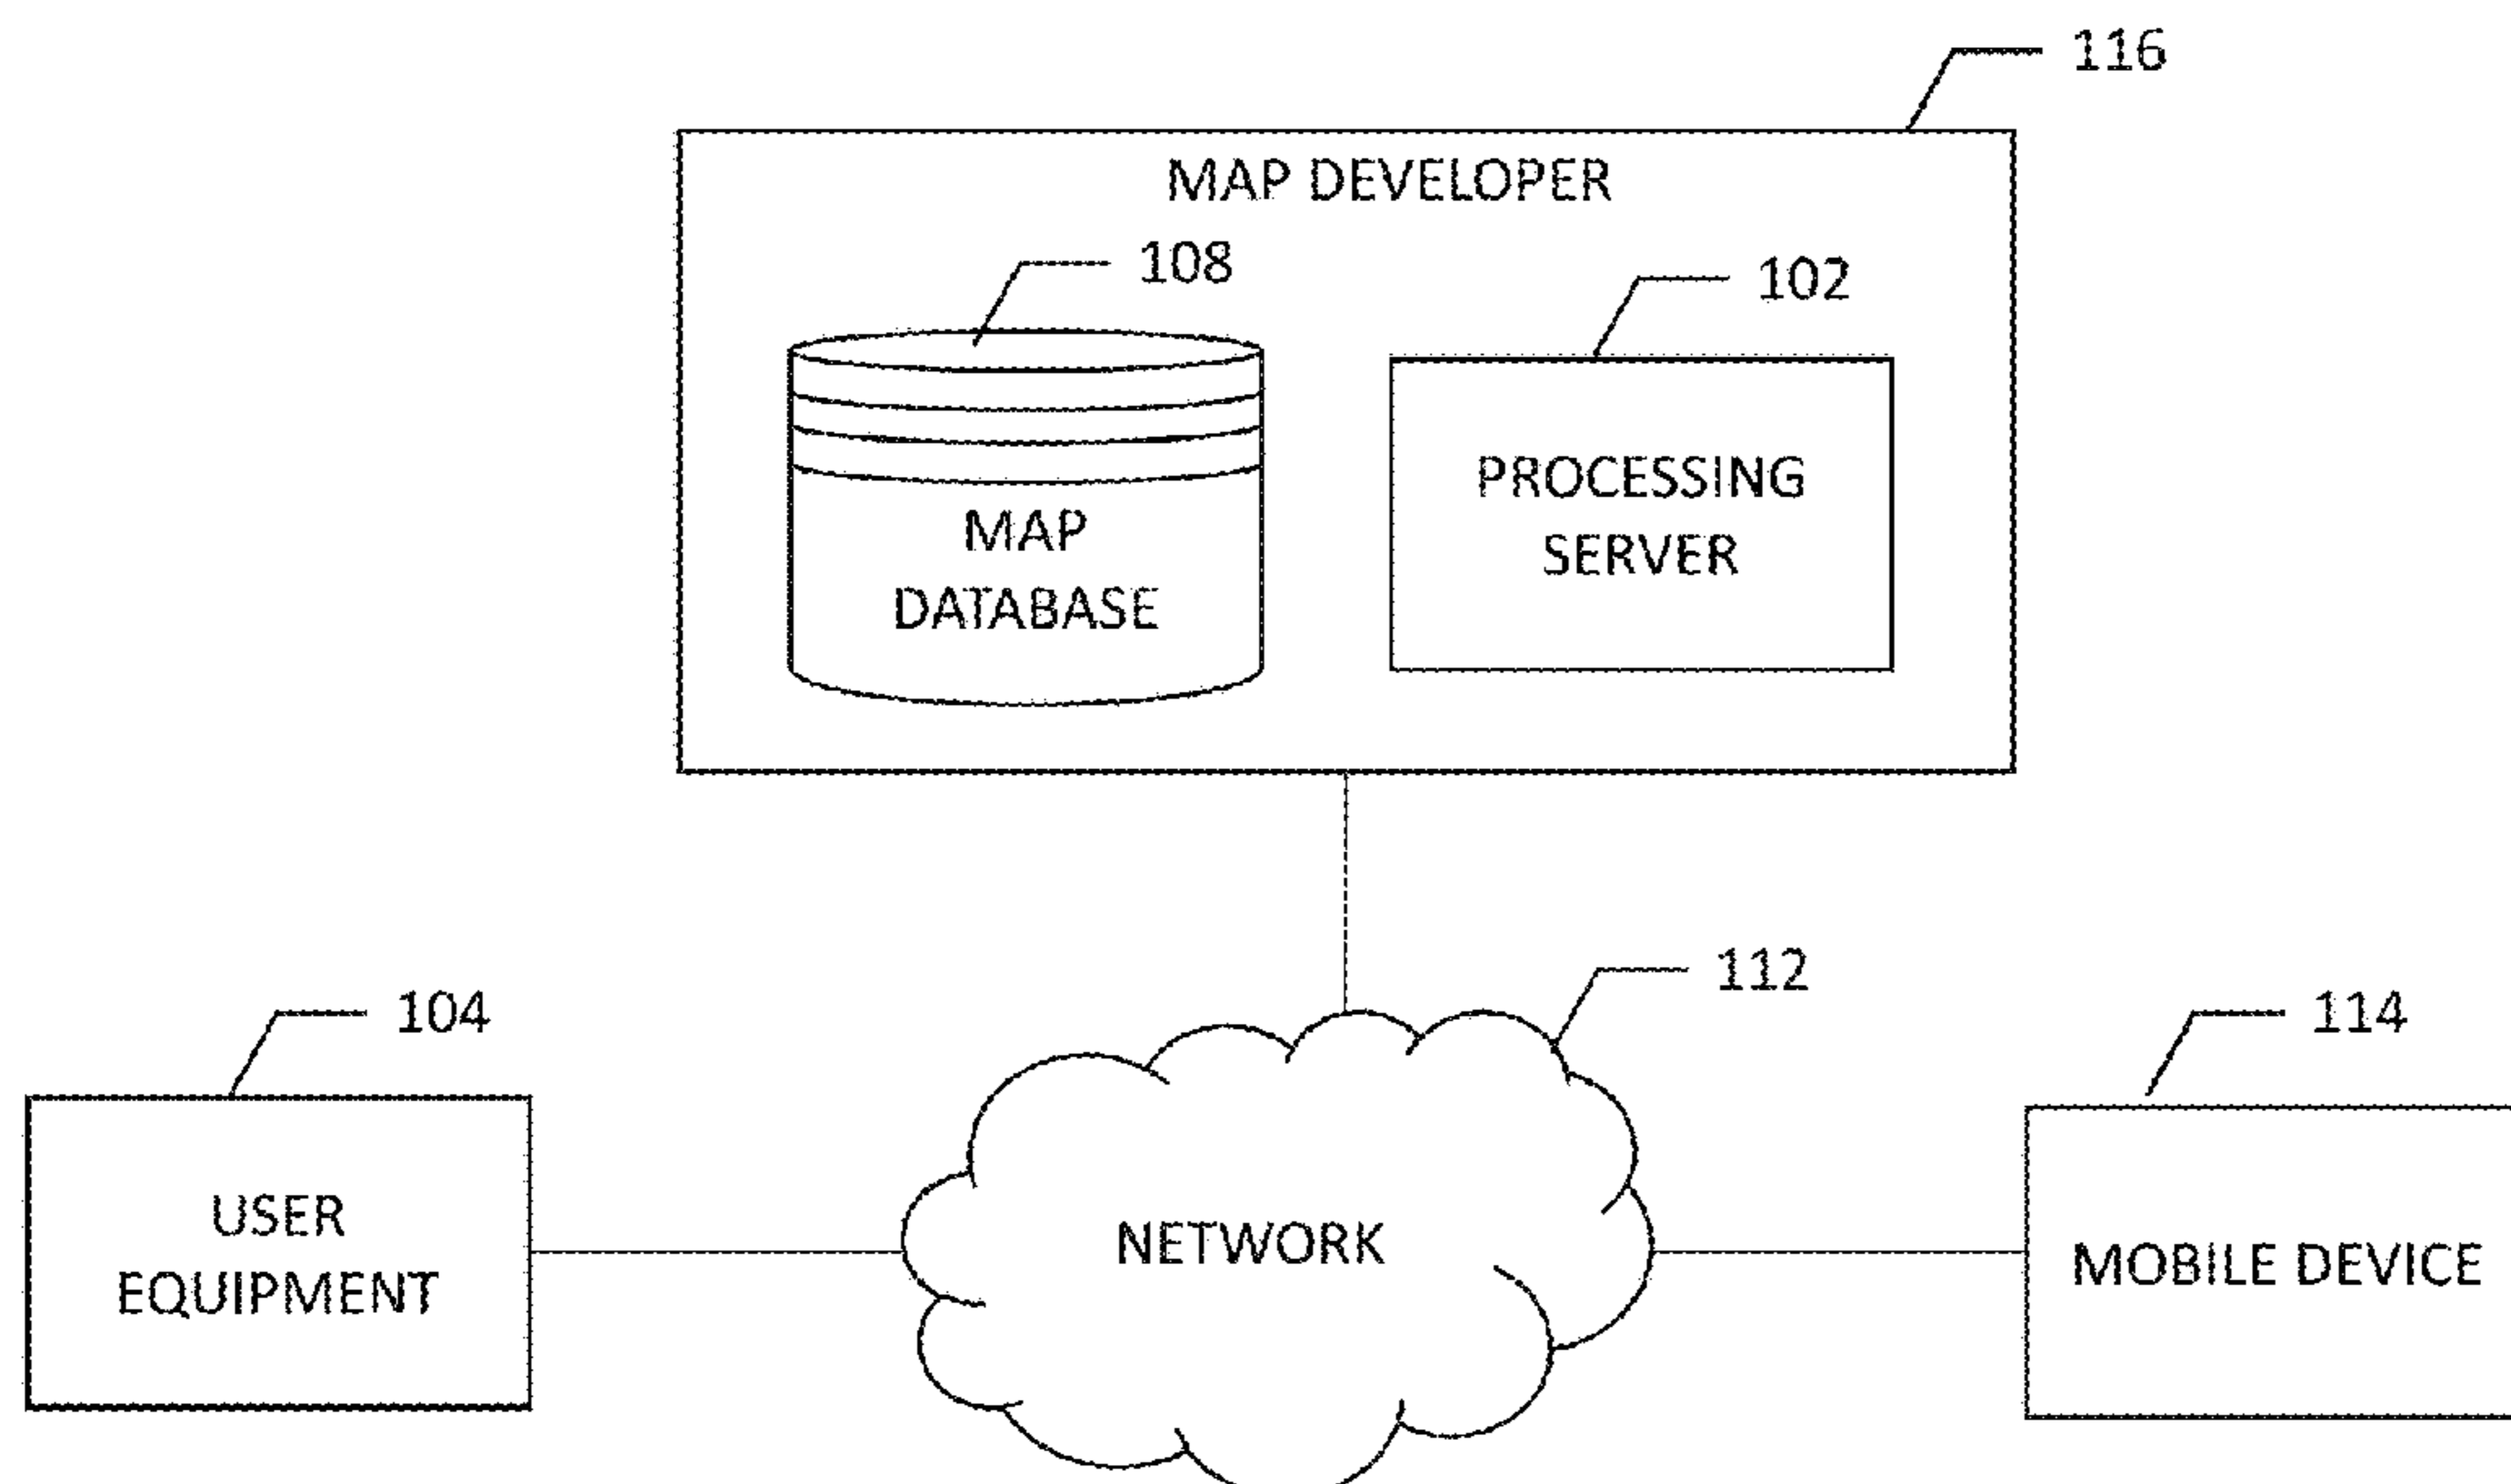 116
MAP DEVELOPER
108
102
MAP
DATABASE
PROCESSING
SERVER
112
104
114
USER
EQUIPMENT
NETWORK
MOBILE DEVICE